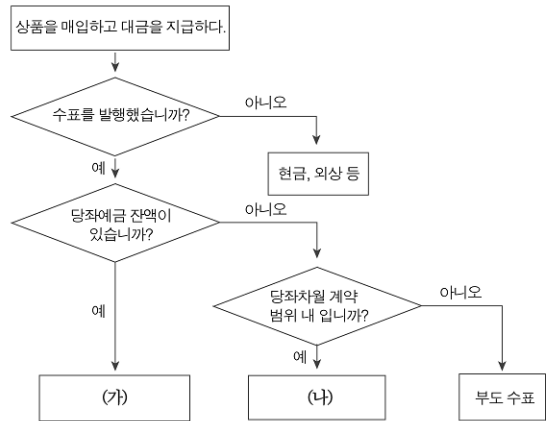 상품을 매입하고 대금을 지급하다.
수표를 발행했습니까?
아니오
예
현금, 외상 등
당좌예금 잔액이
있습니까?
아니오
예
당좌차월 계약
범위 내 입니까?
아니오
예
(가)
(나)
부도 수표